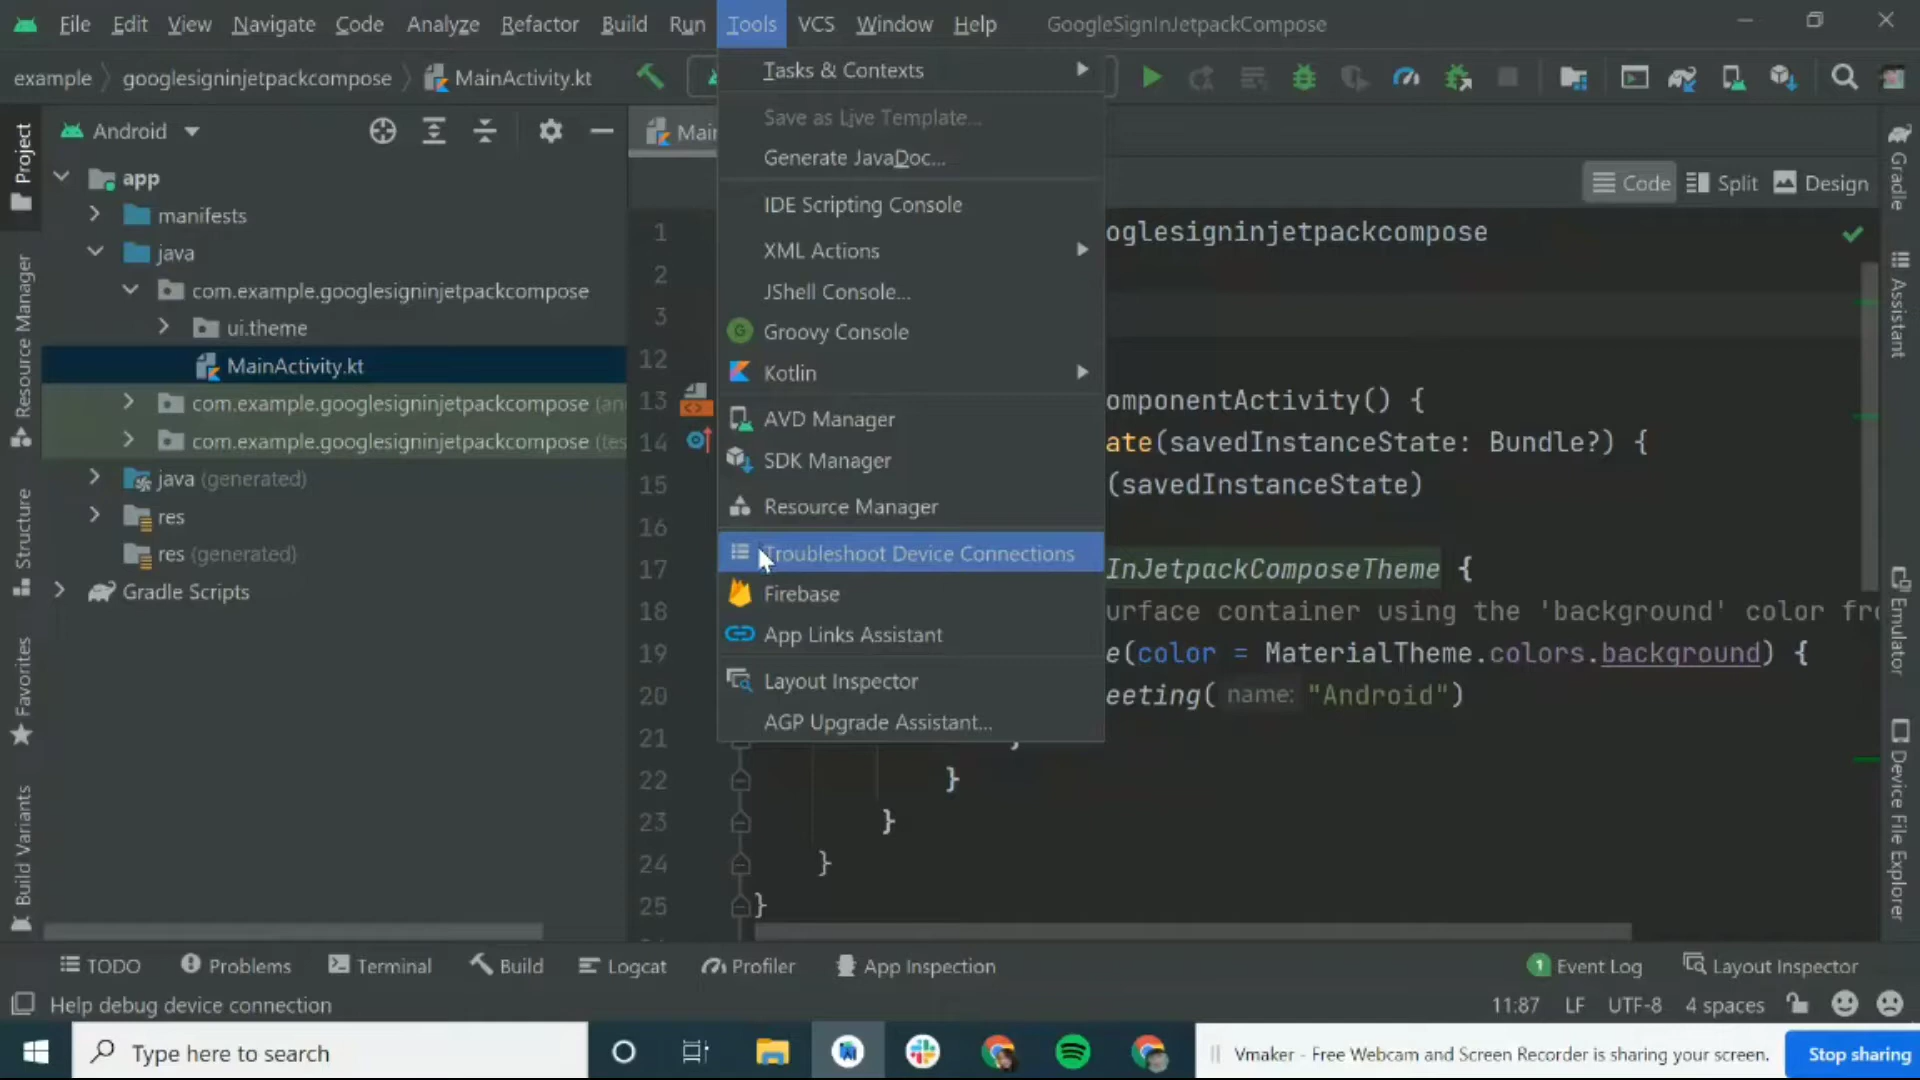 File Edit View Navigate Code Analyze Refactor Build Run Tools VCS Window Help GoogleSignInJetpackCompose
example googlesigninjetpackcompose MainActivity.kt
Project
Resource Manager
Structure
Favorites
Build Variants
Android
app
manifests
java
com.example.googlesigninjetpackcompose
ui.theme
MainActivity.kt
com.example.googlesigninjetpackcompose (an
com.example.googlesigninjetpackcompose (tes
java (generated)
res
res (generated)
Gradle Scripts
Tasks & Contexts
Save as Live Template...
Generate JavaDoc...
IDE Scripting Console
XML Actions
JShell Console...
Groovy Console
Kotlin
AVD Manager
SDK Manager
Resource Manager
Troubleshoot Device Connections
Firebase
App Links Assistant
Layout Inspector
AGP Upgrade Assistant...
Mai
Code Split Design
1 oglesigninjetpackcompose
2
3
12
13 omponentActivity() {
14 ate(savedInstanceState: Bundle?) {
15 (savedInstanceState)
16
17 InJetpackComposeTheme {
18 urface container using the 'background' color fr
19 e(color = MaterialTheme.colors.background) {
20 eeting( name: "Android")
21 }
22 }
23 }
24 }
25 }
Gradle
Assistant
Emulator
Device File Explorer
TODO Problems Terminal Build Logcat Profiler App Inspection 1 Event Log Layout Inspector
Help debug device connection 11:87 LF UTF-8 4 spaces
Type here to search
Vmaker - Free Webcam and Screen Recorder is sharing your screen. Stop sharing